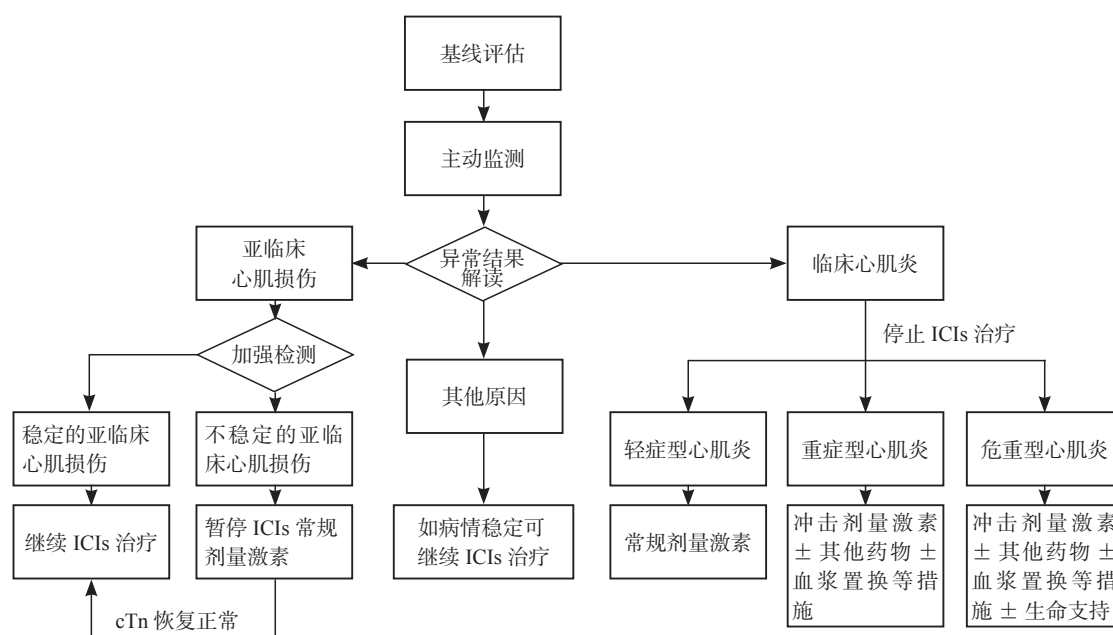 基线评估
主动监测
亚临床
心肌损伤
异常结果
解读
临床心肌炎
停止 ICIs 治疗
加强检测
其他原因
稳定的亚临床
心肌损伤
不稳定的亚临
床心肌损伤
轻症型心肌炎
重症型心肌炎
危重型心肌炎
继续 ICIs 治疗
暂停 ICIs 常规
剂量激素
如病情稳定可
继续 ICIs 治疗
常规剂量激素
冲击剂量激素
± 其他药物 ±
血浆置换等措
施
冲击剂量激素
± 其他药物 ±
血浆置换等措
施 ± 生命支持
cTn 恢复正常